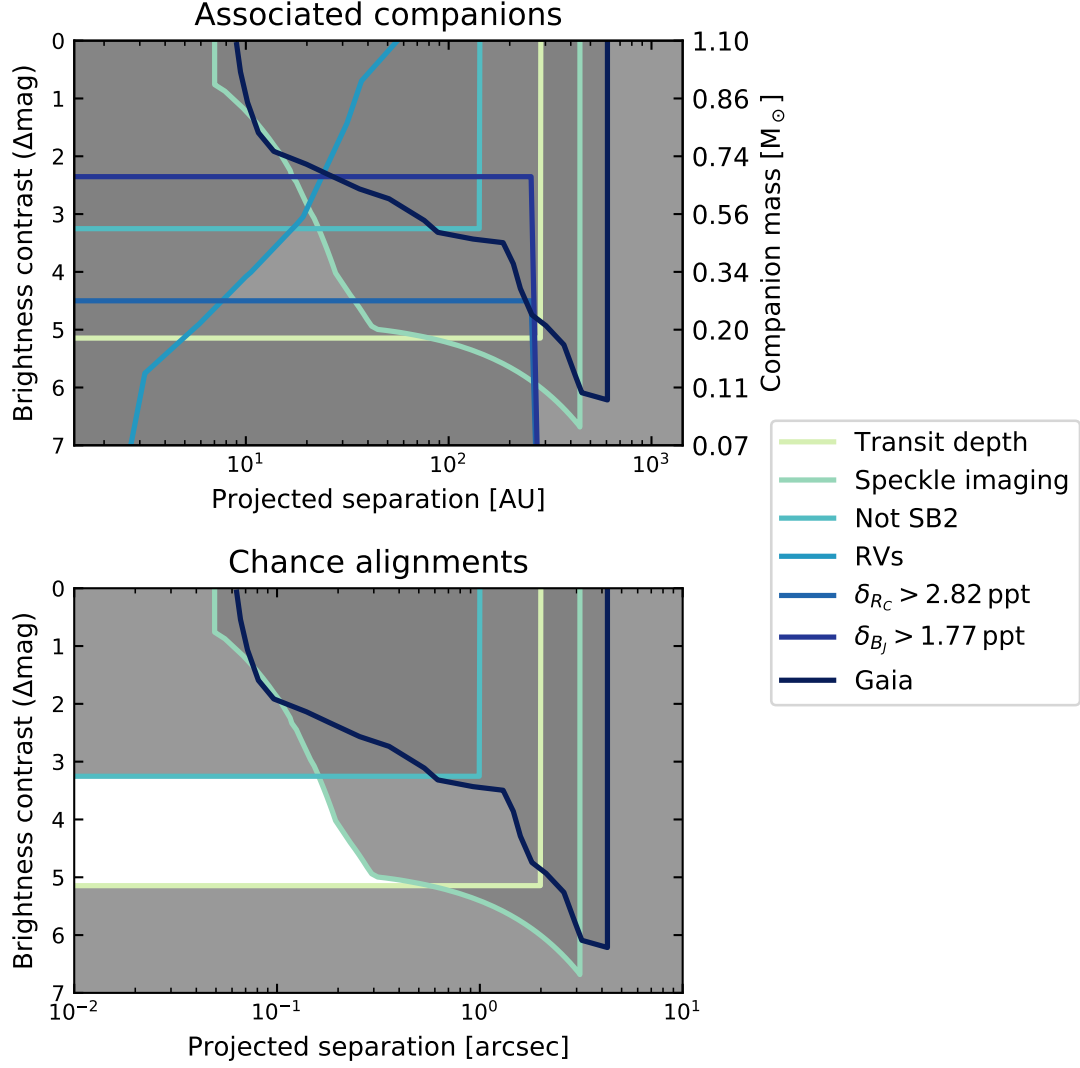 Associated companions
Brightness contrast (Δmag)
0
1
2
3
4
5
6
7
1.10
0.86
0.74
0.56
0.34
0.20
0.11
0.07
Companion mass [M⊙]
10¹
10²
10³
Projected separation [AU]
Transit depth
Speckle imaging
Not SB2
RVs
δ_{R_C} > 2.82 ppt
δ_{B_J} > 1.77 ppt
Gaia
Chance alignments
Brightness contrast (Δmag)
0
1
2
3
4
5
6
7
10⁻²
10⁻¹
10⁰
10¹
Projected separation [arcsec]